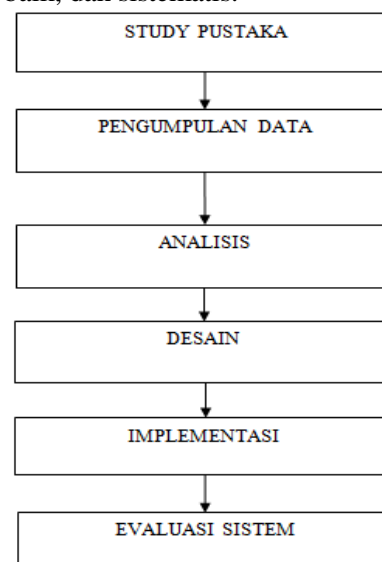 dan sistematis.
STUDY PUSTAKA
PENGUMPULAN DATA
ANALISIS
DESAIN
IMPLEMENTASI
EVALUASI SISTEM